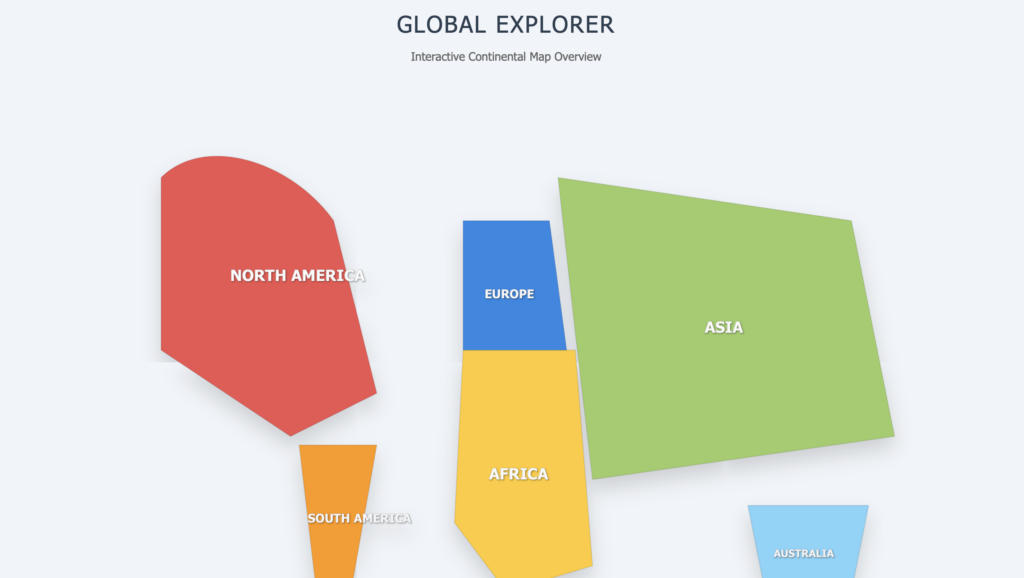 GLOBAL EXPLORER
Interactive Continental Map Overview
NORTH AMERICA
EUROPE
ASIA
AFRICA
SOUTH AMERICA
AUSTRALIA